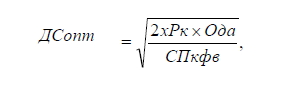 ДСопт = √(2хРк × Ода / СПкфв),